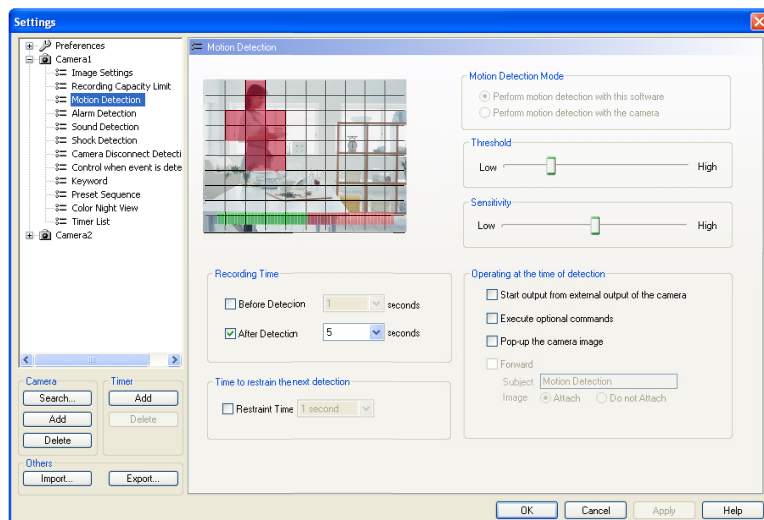 Settings
Preferences
Camera1
Image Settings
Recording Capacity Limit
Motion Detection
Alarm Detection
Sound Detection
Shock Detection
Camera Disconnect Detecti
Control when event is dete
Keyword
Preset Sequence
Color Night View
Timer List
Camera2
Camera
Search...
Add
Delete
Timer
Add
Delete
Others
Import...
Export...
Motion Detection
Motion Detection Mode
Perform motion detection with this software
Perform motion detection with the camera
Threshold
Low High
Sensitivity
Low High
Recording Time
Before Detection 1 seconds
After Detection 5 seconds
Time to restrain the next detection
Restraint Time 1 second
Operating at the time of detection
Start output from external output of the camera
Execute optional commands
Pop-up the camera image
Forward
Subject Motion Detection
Image Attach Do not Attach
OK Cancel Apply Help